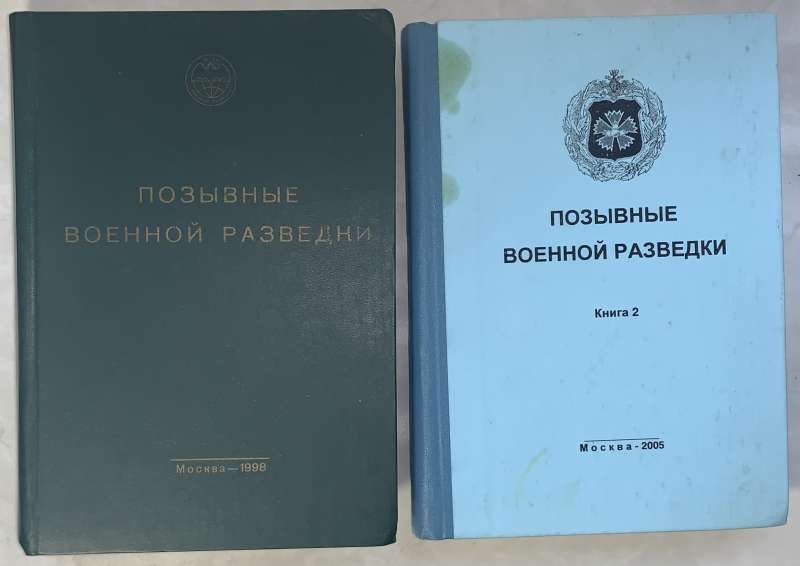 ПОЗЫВНЫЕ
ВОЕННОЙ РАЗВЕДКИ
Москва—1998
ПОЗЫВНЫЕ
ВОЕННОЙ РАЗВЕДКИ
Книга 2
Москва-2005